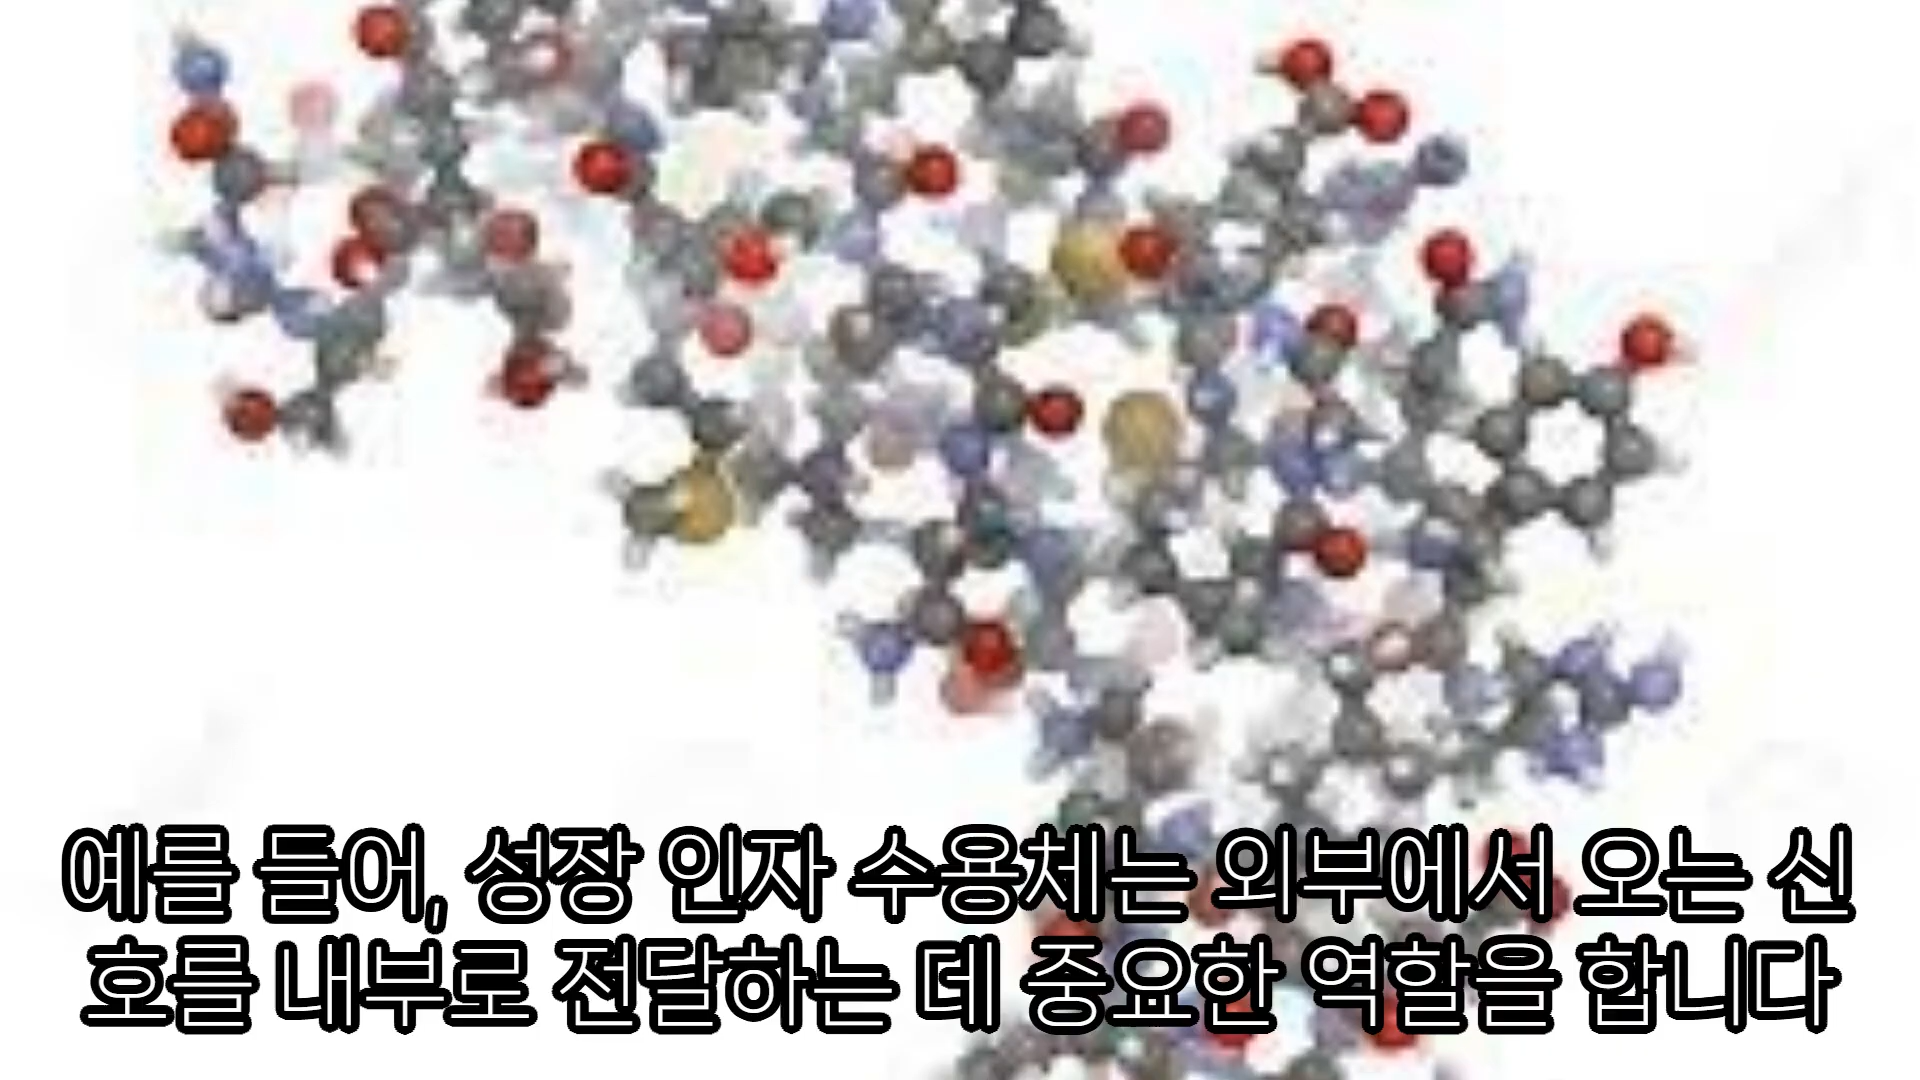 예를 들어, 성장 인자 수용체는 외부에서 오는 신
호를 내부로 전달하는 데 중요한 역할을 합니다